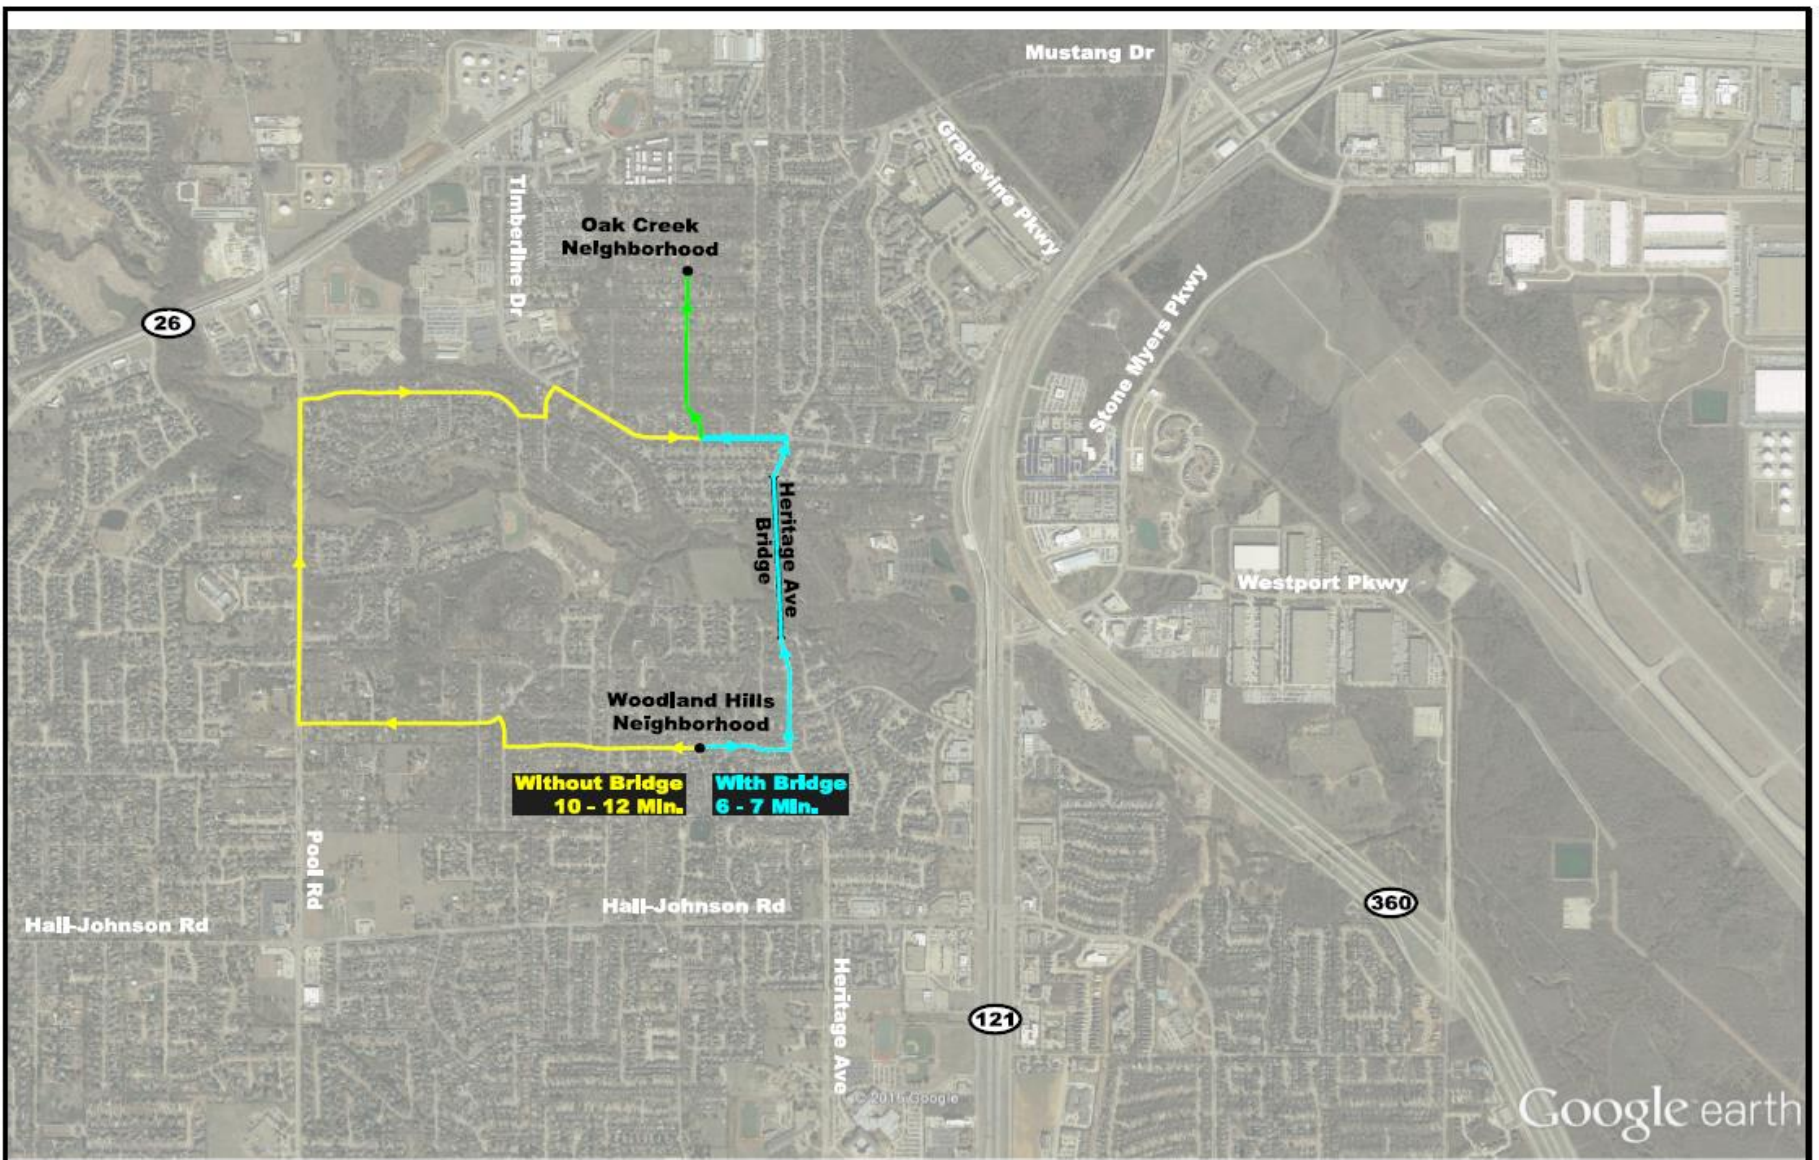 Mustang Dr
Grapevine Pkwy
Timberline Dr
Oak Creek
Neighborhood
26
Stone Myers Pkwy
Heritage Ave
Bridge
Westport Pkwy
Woodland Hills
Neighborhood
Without Bridge
10 - 12 Min.
With Bridge
6 - 7 Min.
Pool Rd
Hall-Johnson Rd
Hall-Johnson Rd
360
Heritage Ave
121
© 2015 Google
Google earth